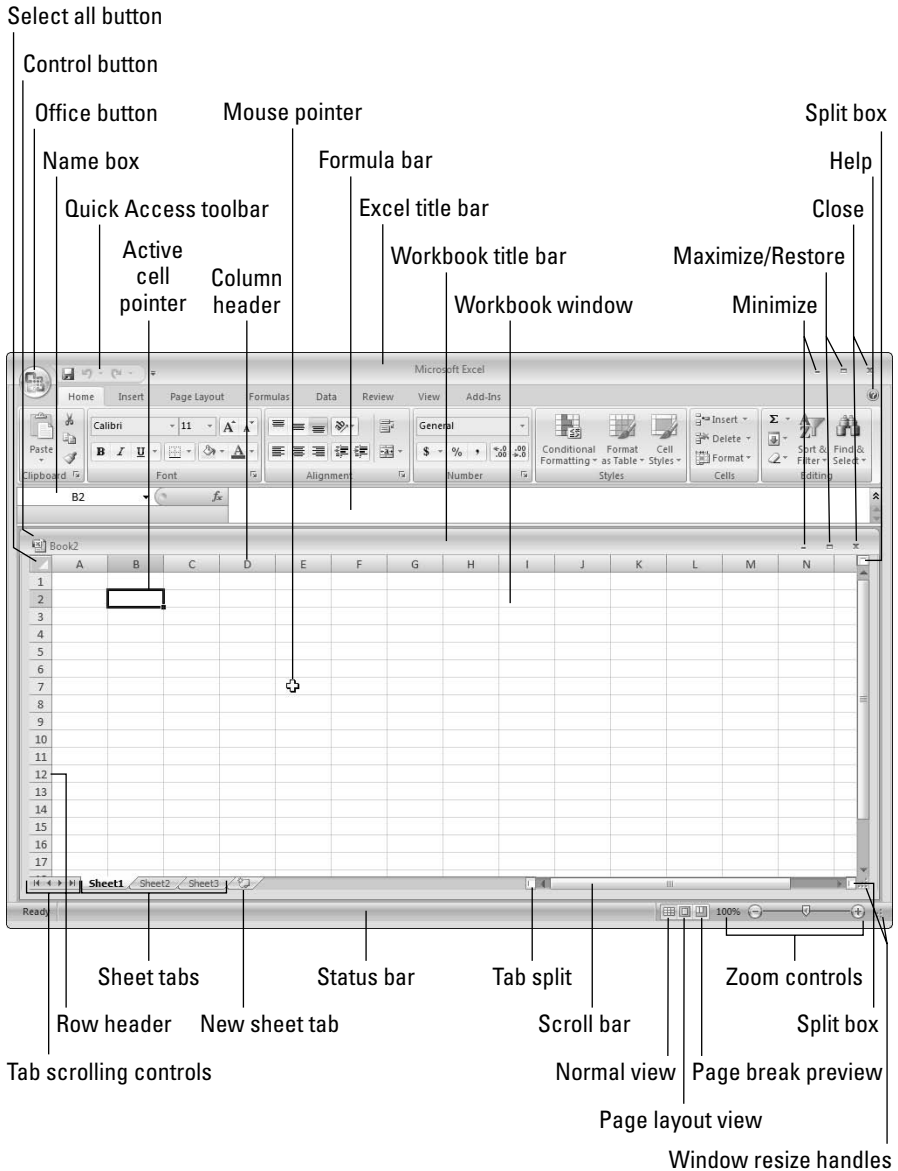 Select all button
Control button
Office button
Mouse pointer
Split box
Name box
Formula bar
Help
Quick Access toolbar
Excel title bar
Close
Active
cell
pointer
Column
header
Workbook title bar
Maximize/Restore
Workbook window
Minimize
Microsoft Excel
Home Insert Page Layout Formulas Data Review View Add-Ins
Calibri 11 A A General Insert Σ
Paste B I U A $ % , .00 .00 Conditional Format Cell Delete Sort & Find &
Formatting as Table Styles Format Filter Select
Clipboard Font Alignment Number Styles Cells Editing
B2 fx
Book2
A B C D E F G H I J K L M N
1
2
3
4
5
6
7
8
9
10
11
12
13
14
15
16
17
Sheet1 Sheet2 Sheet3
Ready 100%
Sheet tabs
Status bar
Tab split
Zoom controls
Row header
New sheet tab
Scroll bar
Split box
Tab scrolling controls
Normal view
Page break preview
Page layout view
Window resize handles